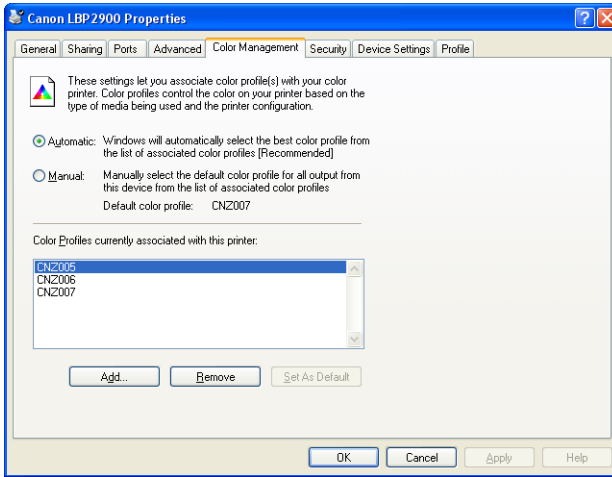 Canon LBP2900 Properties
General Sharing Ports Advanced Color Management Security Device Settings Profile
These settings let you associate color profile(s) with your color
printer. Color profiles control the color on your printer based on the
type of media being used and the printer configuration.
Automatic: Windows will automatically select the best color profile from
the list of associated color profiles [Recommended]
Manual: Manually select the default color profile for all output from
this device from the list of associated color profiles
Default color profile: CNZ007
Color Profiles currently associated with this printer:
CNZ005
CNZ006
CNZ007
Add... Remove Set As Default
OK Cancel Apply Help